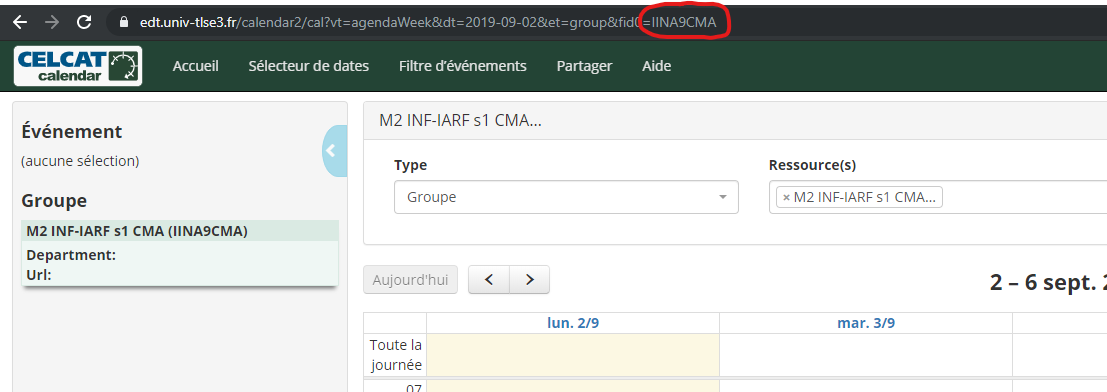 edt.univ-tlse3.fr/calendar2/cal?vt=agendaWeek&dt=2019-09-02&et=group&fid0=IINA9CMA
CELCAT
calendar
Accueil Sélecteur de dates Filtre d'événements Partager Aide
Événement
(aucune sélection)
Groupe
M2 INF-IARF s1 CMA (IINA9CMA)
Department:
Url:
M2 INF-IARF s1 CMA...
Type Ressource(s)
Groupe × M2 INF-IARF s1 CMA...
Aujourd'hui 2 – 6 sept. 2
lun. 2/9 mar. 3/9
Toute la
journée
07